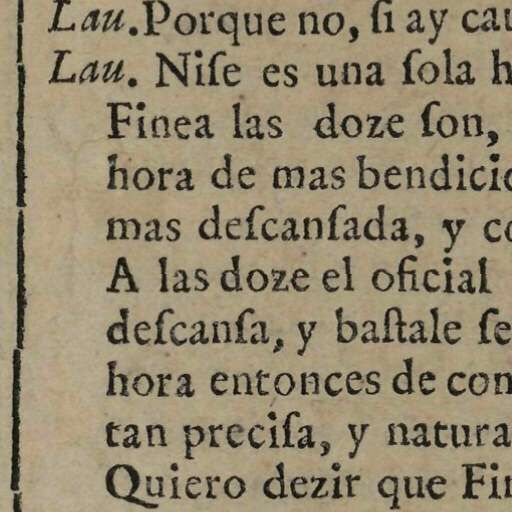 Lau. Porque no, ſi ay cau
Lau. Niſe es una ſola h
Finea las doze ſon,
hora de mas bendicio
mas deſcanſada, y co
A las doze el oficial
deſcanſa, y baſtale ſe
hora entonces de com
tan preciſa, y natura
Quiero dezir que Fin